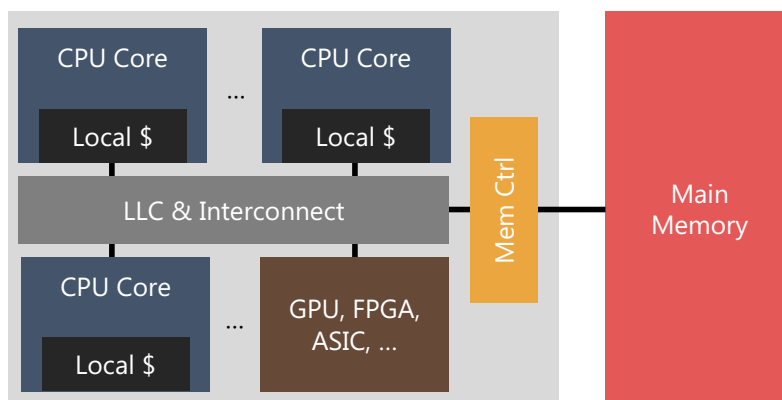 CPU Core
Local $
...
CPU Core
Local $
LLC & Interconnect
Mem Ctrl
Main
Memory
CPU Core
Local $
...
GPU, FPGA,
ASIC, ...